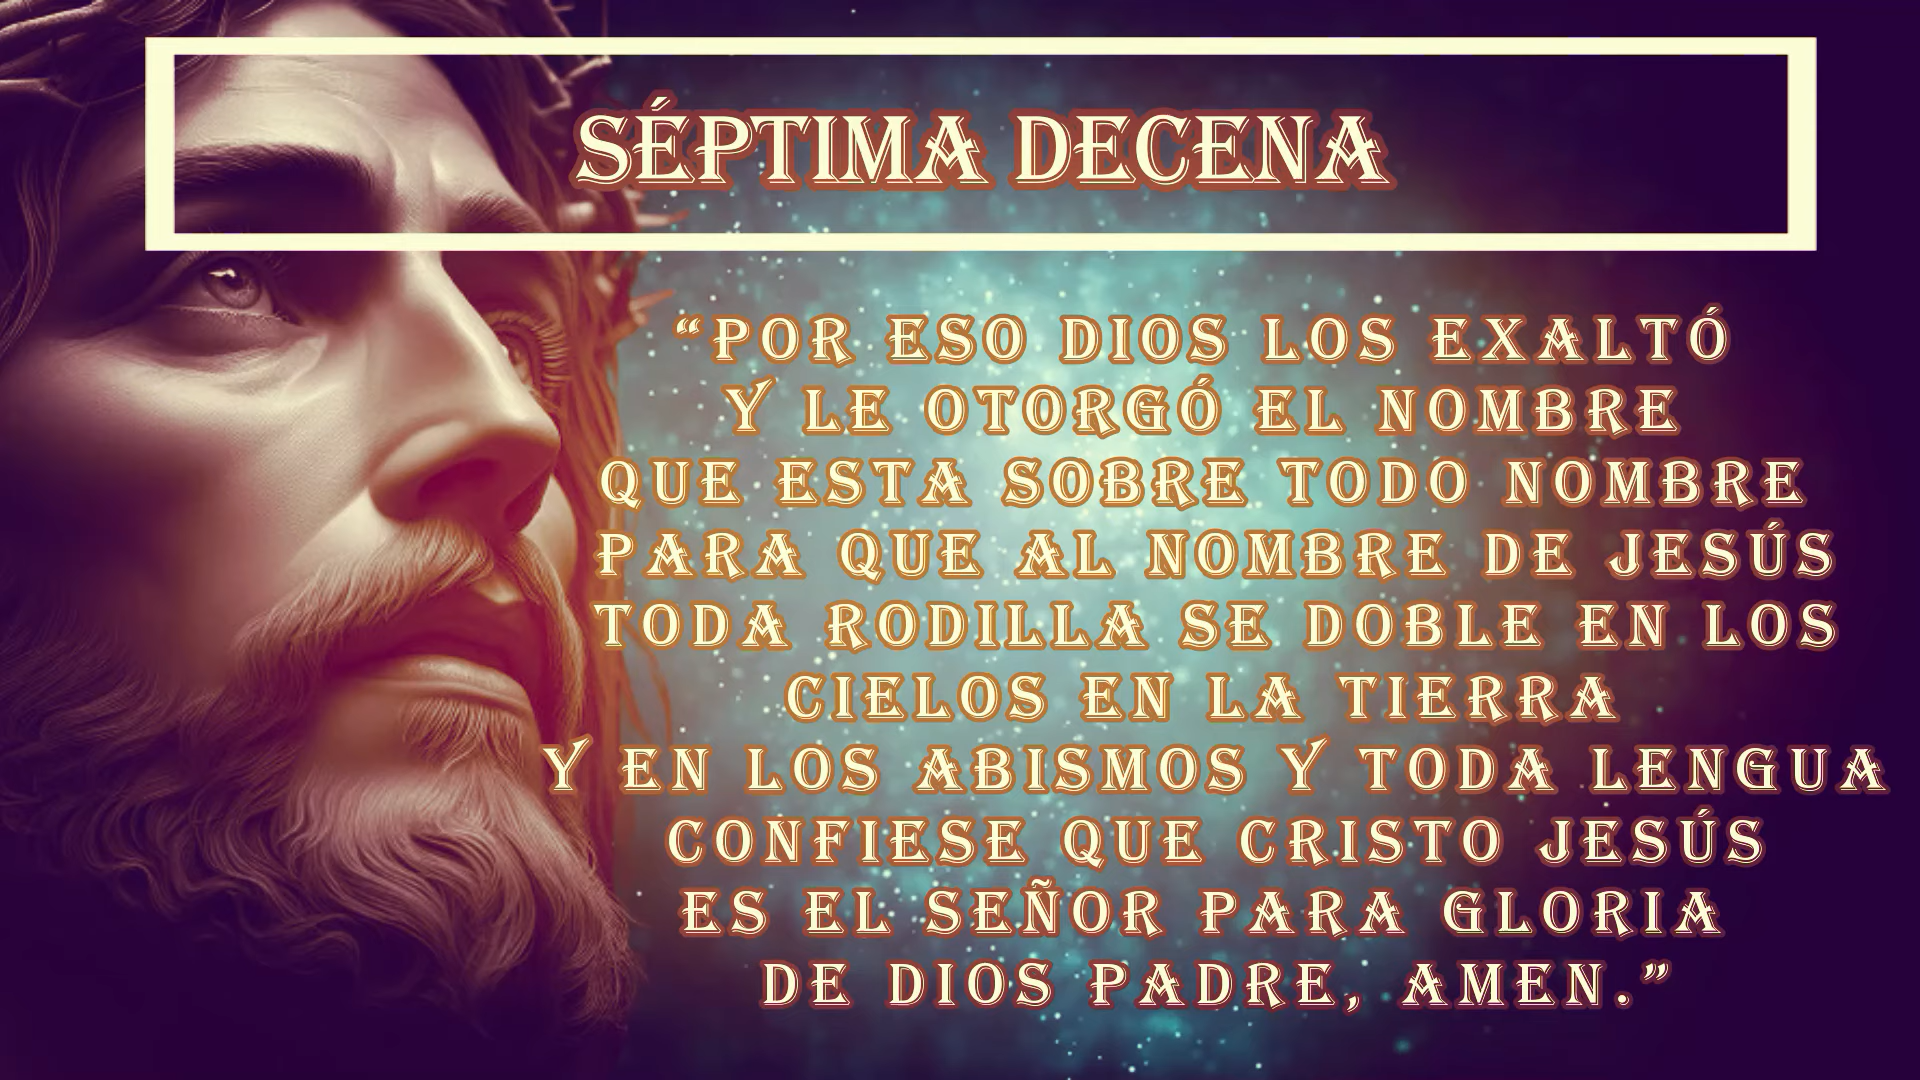 SÉPTIMA DECENA
“POR ESO DIOS LOS EXALTÓ
Y LE OTORGÓ EL NOMBRE
QUE ESTA SOBRE TODO NOMBRE
PARA QUE AL NOMBRE DE JESÚS
TODA RODILLA SE DOBLE EN LOS
CIELOS EN LA TIERRA
Y EN LOS ABISMOS Y TODA LENGUA
CONFIESE QUE CRISTO JESÚS
ES EL SEÑOR PARA GLORIA
DE DIOS PADRE, AMEN.”